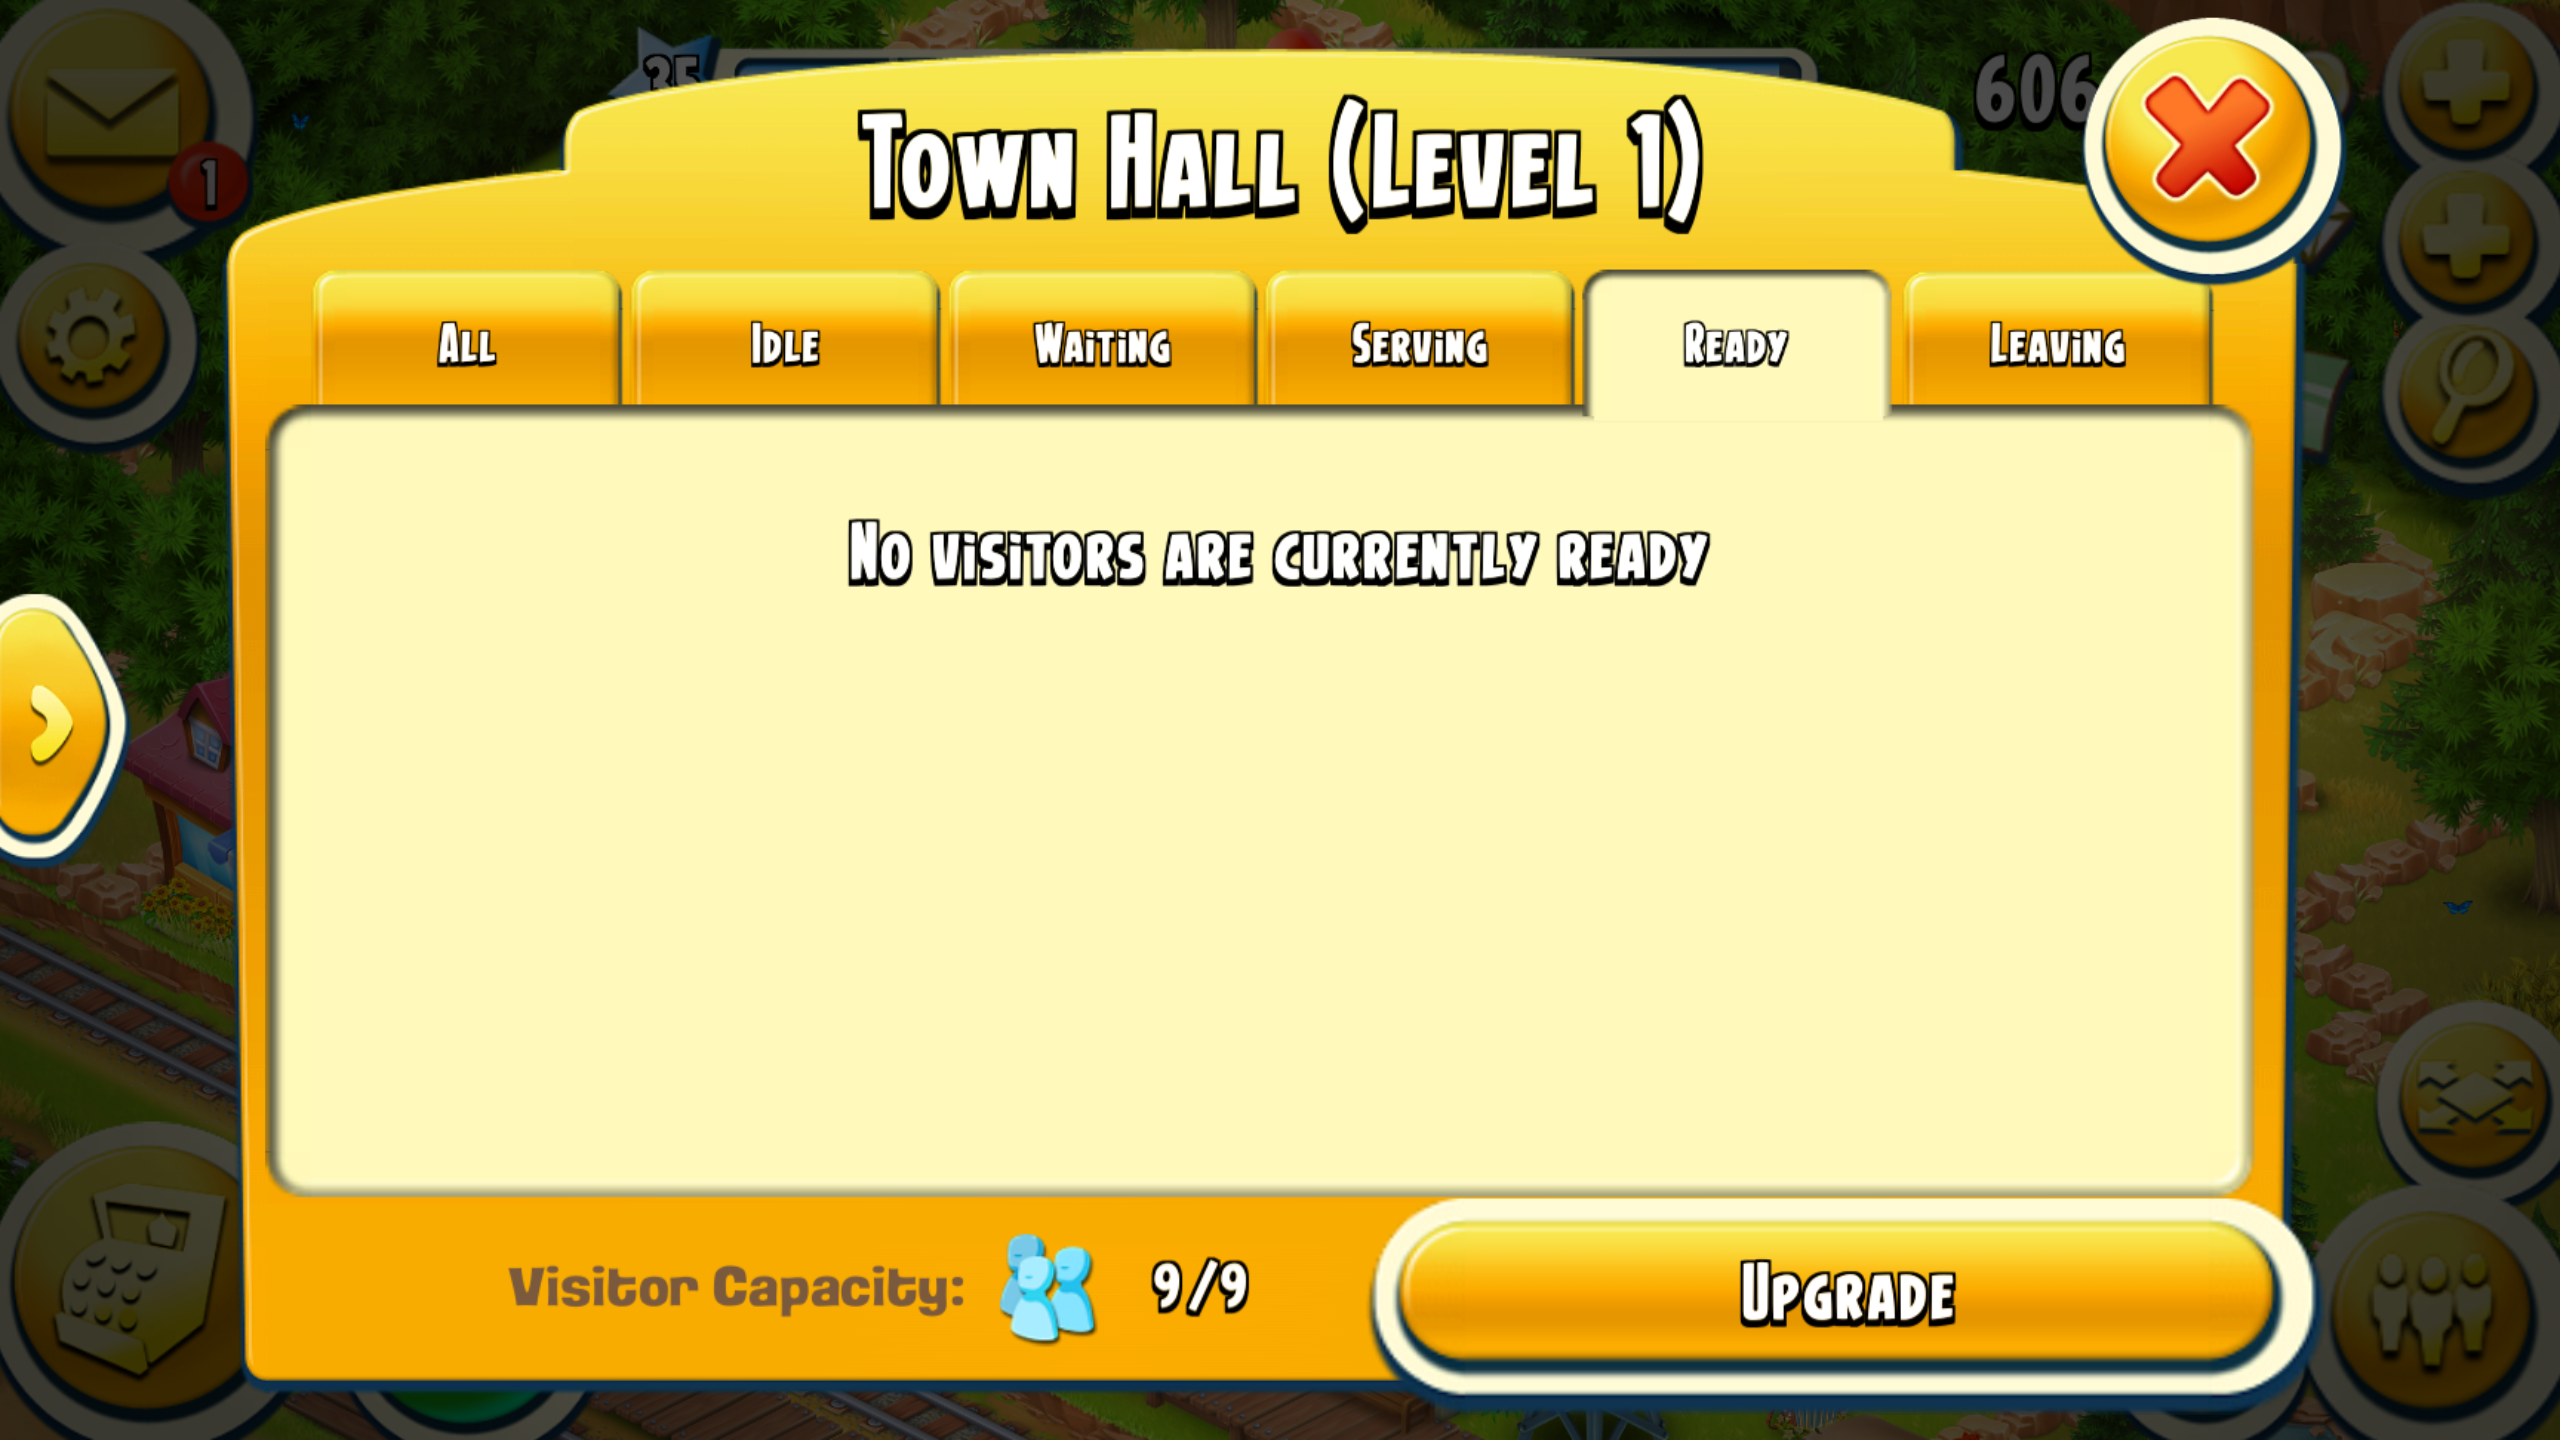 1
35
606
Town Hall (Level 1)
All
Idle
Waiting
Serving
Ready
Leaving
No visitors are currently ready
Visitor Capacity:
9/9
Upgrade